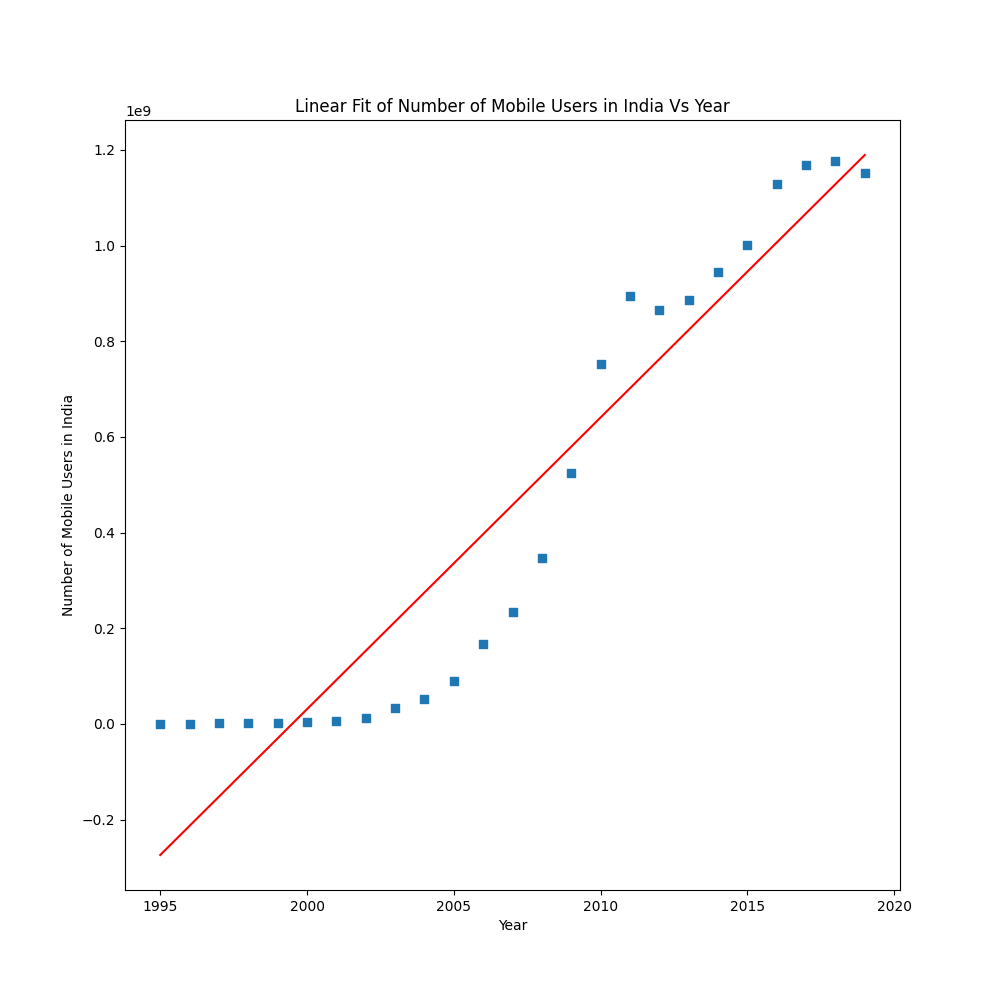 Linear Fit of Number of Mobile Users in India Vs Year
1e9
1.2
1.0
0.8
0.6
0.4
0.2
0.0
−0.2
Number of Mobile Users in India
1995 2000 2005 2010 2015 2020
Year